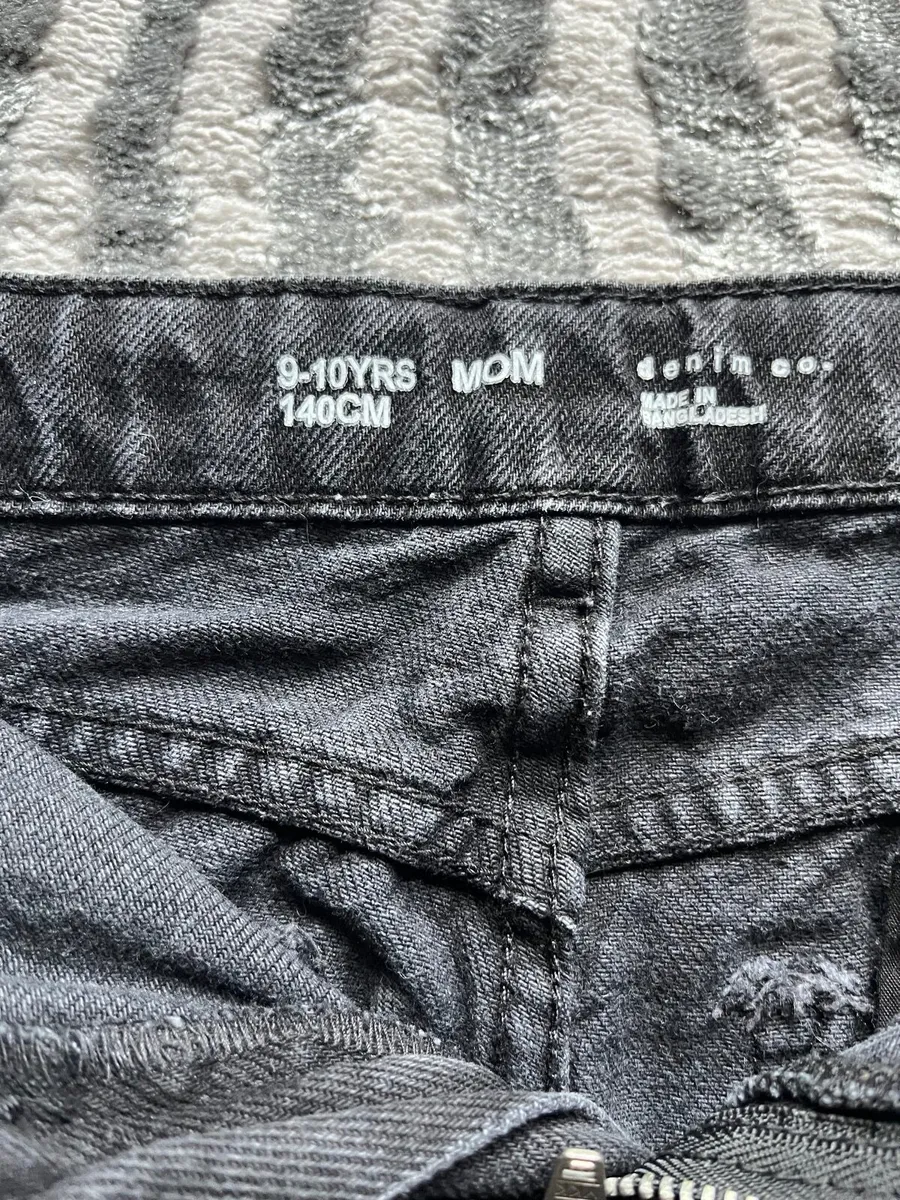 9-10YRS
140CM
MOM
denim co.
MADE IN
BANGLADESH